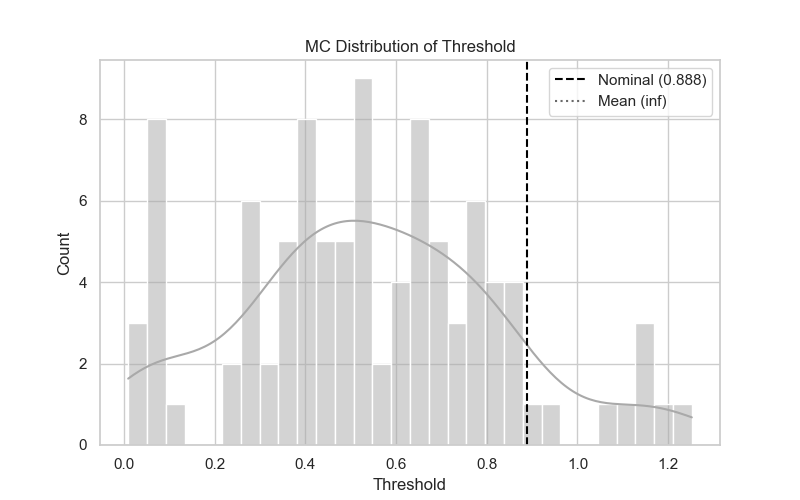 MC Distribution of Threshold
Nominal (0.888)
Mean (inf)
Count
8
6
4
2
0
0.0 0.2 0.4 0.6 0.8 1.0 1.2
Threshold